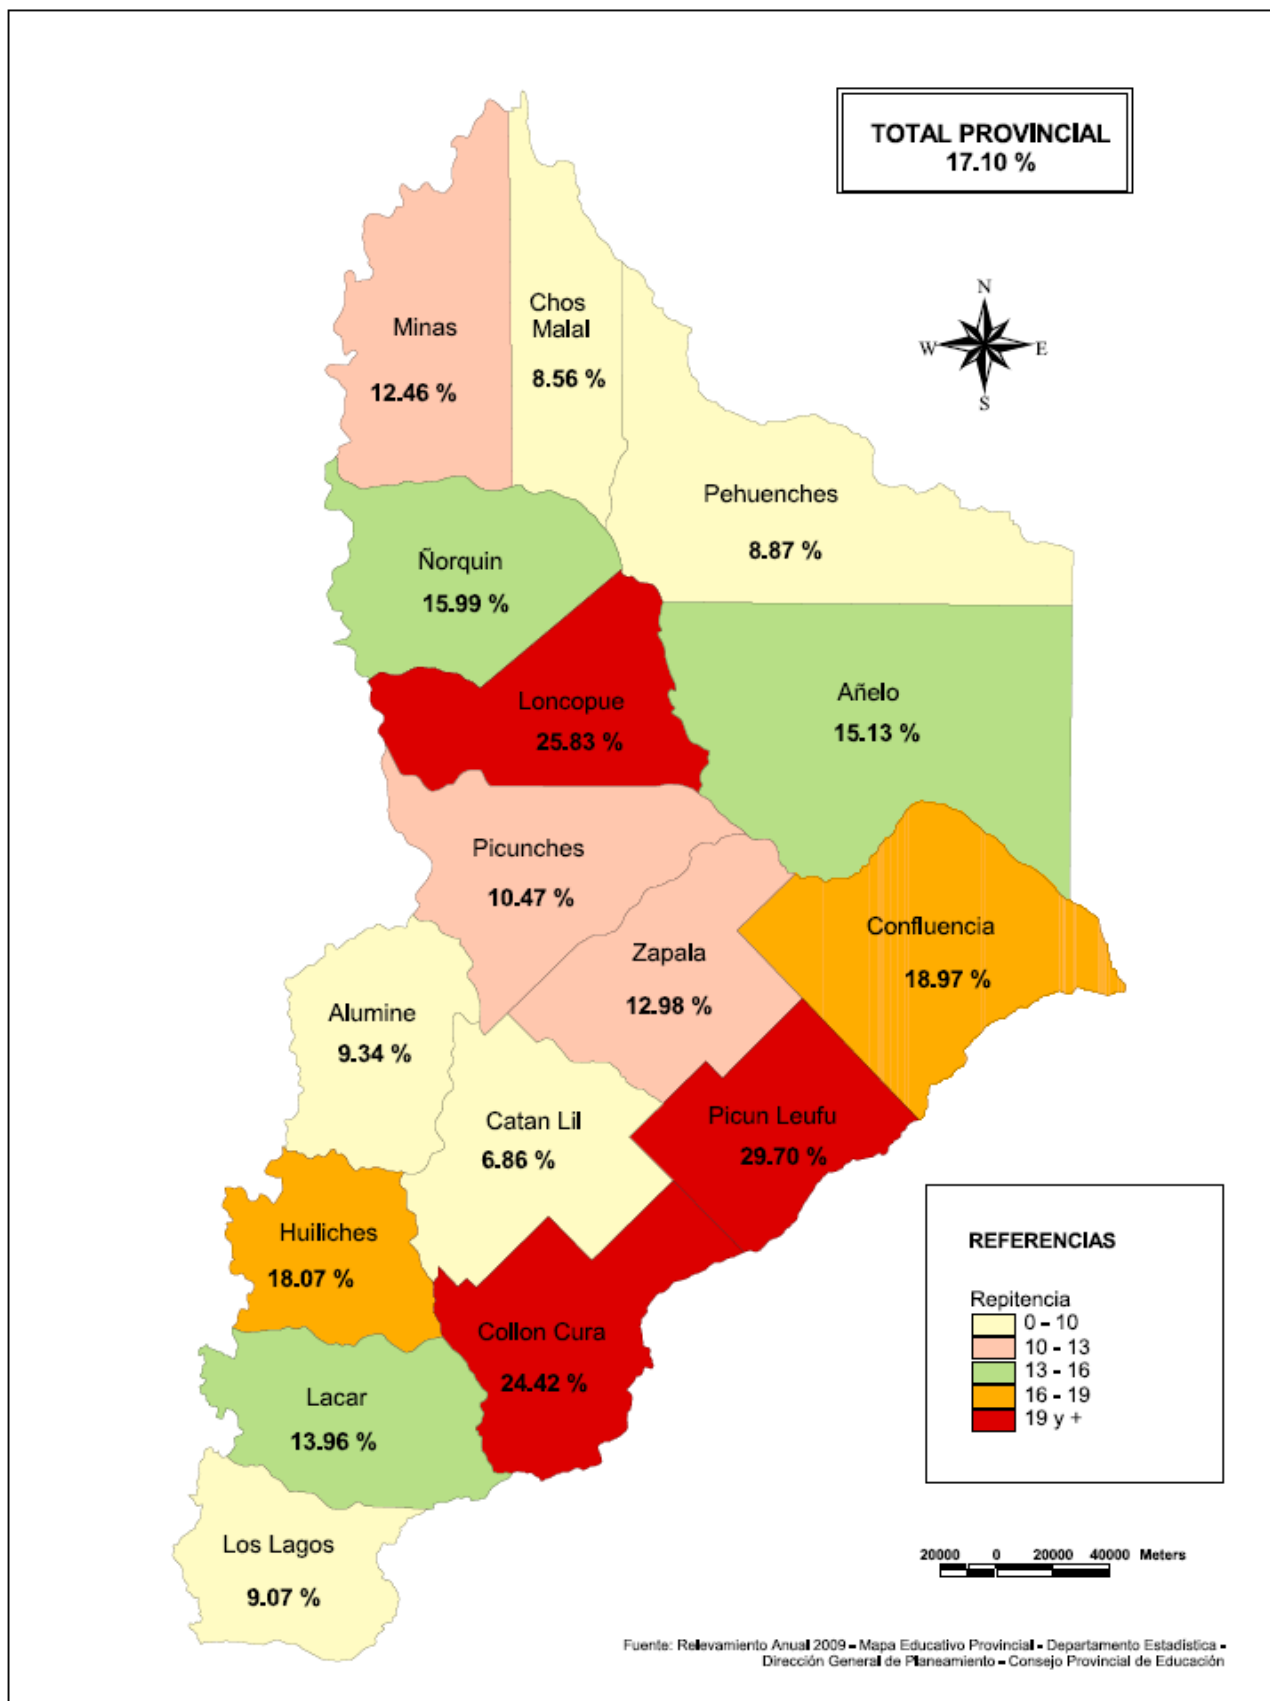 TOTAL PROVINCIAL
17.10 %
N
W
E
S
Minas
12.46 %
Chos
Malal
8.56 %
Pehuenches
8.87 %
Ñorquin
15.99 %
Loncopue
25.83 %
Añelo
15.13 %
Picunches
10.47 %
Zapala
12.98 %
Confluencia
18.97 %
Alumine
9.34 %
Catan Lil
6.86 %
Picun Leufu
29.70 %
Huiliches
18.07 %
Collon Cura
24.42 %
Lacar
13.96 %
Los Lagos
9.07 %
REFERENCIAS
Repitencia
0 - 10
10 - 13
13 - 16
16 - 19
19 y +
20000 0 20000 40000 Meters
Fuente: Relevamiento Anual 2009 - Mapa Educativo Provincial - Departamento Estadística -
Dirección General de Planeamiento - Consejo Provincial de Educación